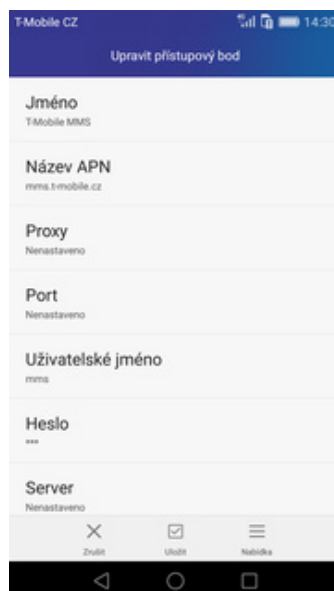 T-Mobile CZ 14:30
Upravit přístupový bod
Jméno
T-Mobile MMS
Název APN
mms.t-mobile.cz
Proxy
Nenastaveno
Port
Nenastaveno
Uživatelské jméno
mms
Heslo
***
Server
Nenastaveno
Zrušit Uložit Nabídka